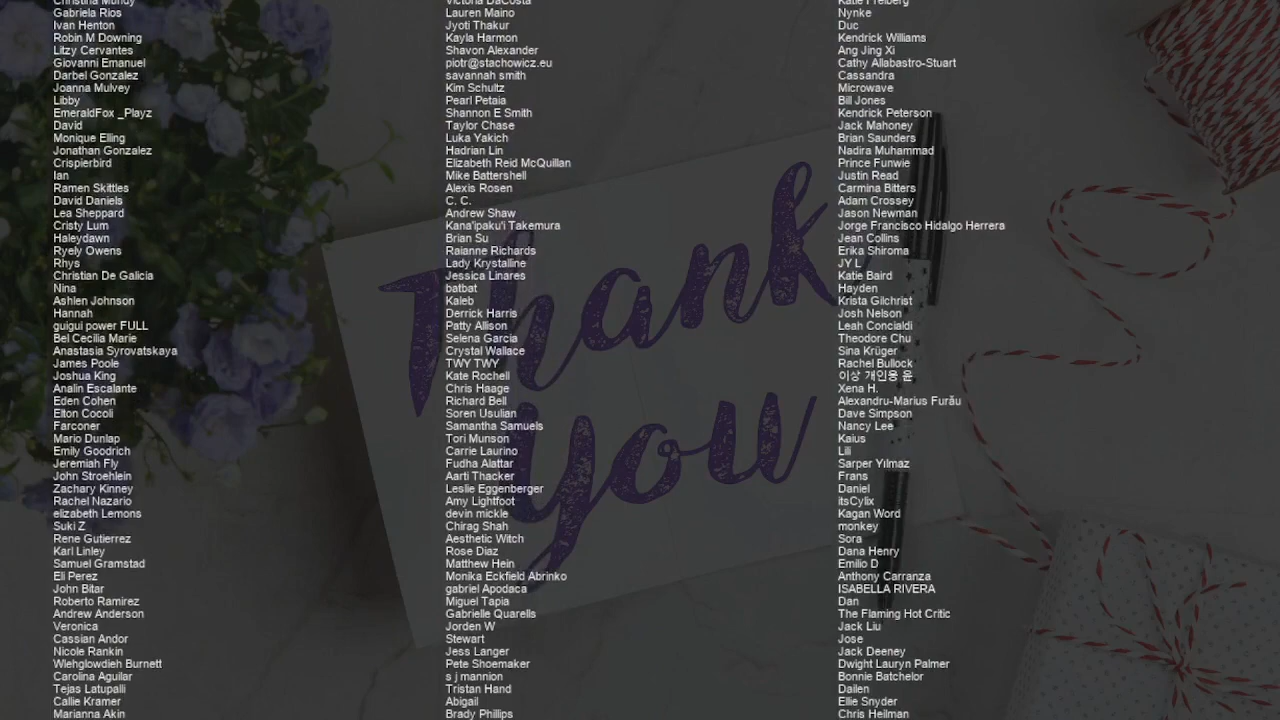 Christina Mundy
Gabriela Rios
Ivan Henton
Robin M Downing
Litzy Cervantes
Giovanni Emanuel
Darbel Gonzalez
Joanna Mulvey
Libby
EmeraldFox _Playz
David
Monique Elling
Jonathan Gonzalez
Crispierbird
Ian
Ramen Skittles
David Daniels
Lea Sheppard
Cristy Lum
Haleydawn
Ryely Owens
Rhys
Christian De Galicia
Nina
Ashlen Johnson
Hannah
guigui power FULL
Bel Cecilia Marie
Anastasia Syrovatskaya
James Poole
Joshua King
Analin Escalante
Eden Cohen
Elton Cocoli
Farconer
Mario Dunlap
Emily Goodrich
Jeremiah Fly
John Stroehlein
Zachary Kinney
Rachel Nazario
elizabeth Lemons
Suki Z
Rene Gutierrez
Karl Linley
Samuel Gramstad
Eli Perez
John Bitar
Roberto Ramirez
Andrew Anderson
Veronica
Cassian Andor
Nicole Rankin
Wiehglowdieh Burnett
Carolina Aguilar
Tejas Latupalli
Callie Kramer
Marianna Akin
Victoria DaCosta
Lauren Maino
Jyoti Thakur
Kayla Harmon
Shavon Alexander
piotr@stachowicz.eu
savannah smith
Kim Schultz
Pearl Petaia
Shannon E Smith
Taylor Chase
Luka Yakich
Hadrian Lin
Elizabeth Reid McQuillan
Mike Battershell
Alexis Rosen
C. C.
Andrew Shaw
Kana'ipaku'i Takemura
Brian Su
Raianne Richards
Lady Krystalline
Jessica Linares
batbat
Kaleb
Derrick Harris
Patty Allison
Selena Garcia
Crystal Wallace
TWY TWY
Kate Rochell
Chris Haage
Richard Bell
Soren Usulian
Samantha Samuels
Tori Munson
Carrie Laurino
Fudha Alattar
Aarti Thacker
Leslie Eggenberger
Amy Lightfoot
devin mickle
Chirag Shah
Aesthetic Witch
Rose Diaz
Matthew Hein
Monika Eckfield Abrinko
gabriel Apodaca
Miguel Tapia
Gabrielle Quarells
Jorden W
Stewart
Jess Langer
Pete Shoemaker
s j mannion
Tristan Hand
Abigail
Brady Phillips
Katie Freiberg
Nynke
Duc
Kendrick Williams
Ang Jing Xi
Cathy Allabastro-Stuart
Cassandra
Microwave
Bill Jones
Kendrick Peterson
Jack Mahoney
Brian Saunders
Nadira Muhammad
Prince Funwie
Justin Read
Carmina Bitters
Adam Crossey
Jason Newman
Jorge Francisco Hidalgo Herrera
Jean Collins
Erika Shiroma
JY L
Katie Baird
Hayden
Krista Gilchrist
Josh Nelson
Leah Concialdi
Theodore Chu
Sina Krüger
Rachel Bullock
이상 개인용 윤
Xena H.
Alexandru-Marius Furău
Dave Simpson
Nancy Lee
Kaius
Lili
Sarper Yılmaz
Frans
Daniel
itsCylix
Kagan Word
monkey
Sora
Dana Henry
Emilio D
Anthony Carranza
ISABELLA RIVERA
Dan
The Flaming Hot Critic
Jack Liu
Jose
Jack Deeney
Dwight Lauryn Palmer
Bonnie Batchelor
Dailen
Ellie Snyder
Chris Heilman
Thank
you